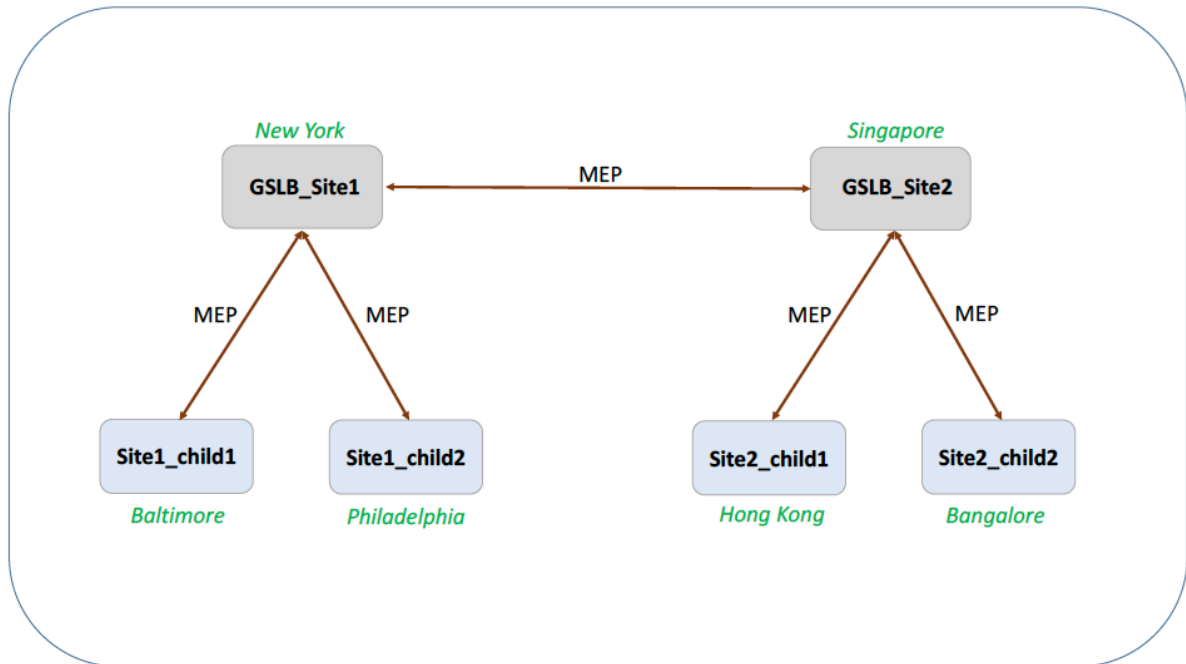 New York
Singapore
GSLB_Site1
MEP
GSLB_Site2
MEP
MEP
MEP
MEP
Site1_child1
Site1_child2
Site2_child1
Site2_child2
Baltimore
Philadelphia
Hong Kong
Bangalore